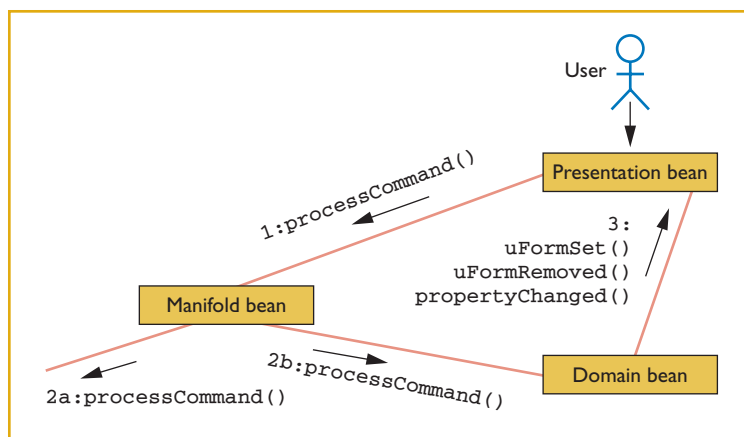 User
Presentation bean
1:processCommand()
3:
uFormSet()
uFormRemoved()
propertyChanged()
Manifold bean
2b:processCommand()
Domain bean
2a:processCommand()